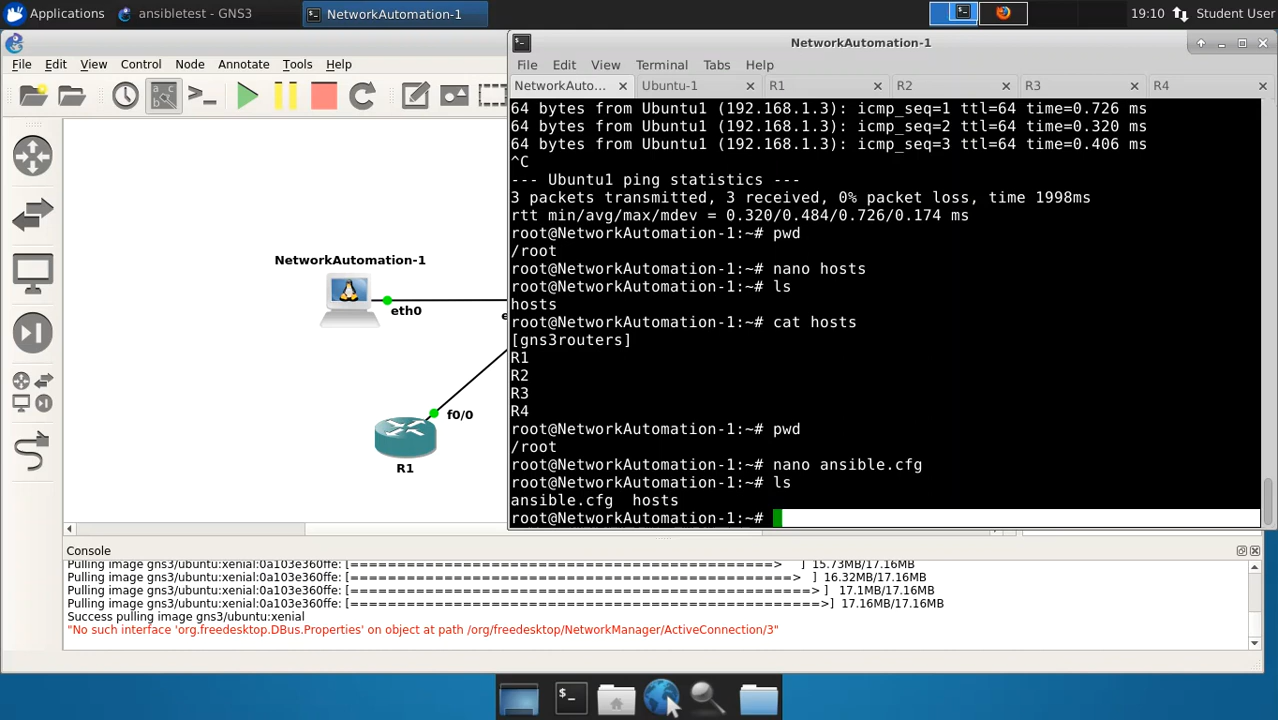 Applications
ansibletest - GNS3
NetworkAutomation-1
19:10
Student User
NetworkAutomation-1
File Edit View Control Node Annotate Tools Help
File Edit View Terminal Tabs Help
NetworkAuto...
Ubuntu-1
R1
R2
R3
R4
64 bytes from Ubuntu1 (192.168.1.3): icmp_seq=1 ttl=64 time=0.726 ms
64 bytes from Ubuntu1 (192.168.1.3): icmp_seq=2 ttl=64 time=0.320 ms
64 bytes from Ubuntu1 (192.168.1.3): icmp_seq=3 ttl=64 time=0.406 ms
^C
--- Ubuntu1 ping statistics ---
3 packets transmitted, 3 received, 0% packet loss, time 1998ms
rtt min/avg/max/mdev = 0.320/0.484/0.726/0.174 ms
root@NetworkAutomation-1:~# pwd
/root
root@NetworkAutomation-1:~# nano hosts
root@NetworkAutomation-1:~# ls
hosts
root@NetworkAutomation-1:~# cat hosts
[gns3routers]
R1
R2
R3
R4
root@NetworkAutomation-1:~# pwd
/root
root@NetworkAutomation-1:~# nano ansible.cfg
root@NetworkAutomation-1:~# ls
ansible.cfg hosts
root@NetworkAutomation-1:~#
NetworkAutomation-1
eth0
f0/0
R1
Console
Pulling image gns3/ubuntu:xenial:0a103e360ffe: [=============================================> ] 15.73MB/17.16MB
Pulling image gns3/ubuntu:xenial:0a103e360ffe: [===============================================> ] 16.32MB/17.16MB
Pulling image gns3/ubuntu:xenial:0a103e360ffe: [=================================================> ] 17.1MB/17.16MB
Pulling image gns3/ubuntu:xenial:0a103e360ffe: [==================================================>] 17.16MB/17.16MB
Success pulling image gns3/ubuntu:xenial
"No such interface 'org.freedesktop.DBus.Properties' on object at path /org/freedesktop/NetworkManager/ActiveConnection/3"